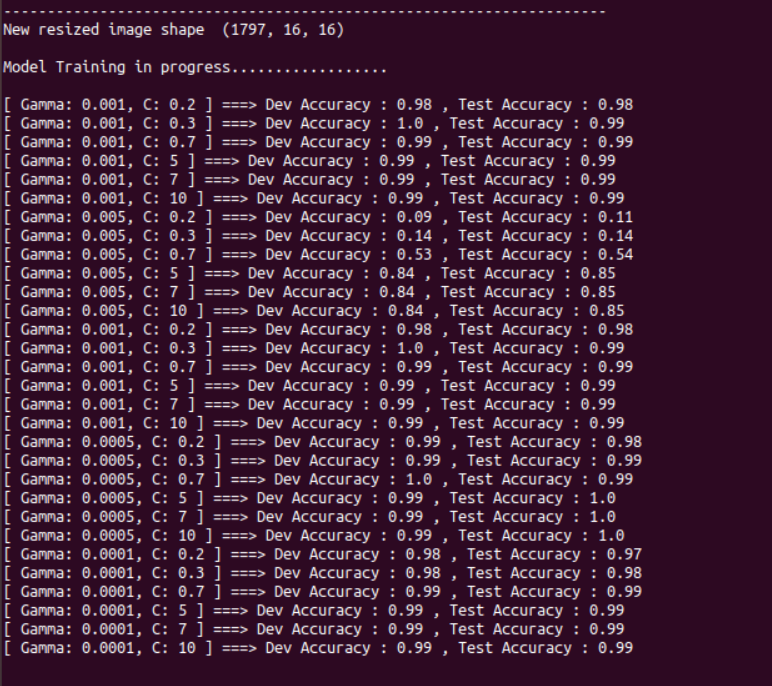 ----------------------------------------------------------------------
New resized image shape  (1797, 16, 16)
Model Training in progress..................
[ Gamma: 0.001, C: 0.2 ] ===> Dev Accuracy : 0.98 , Test Accuracy : 0.98
[ Gamma: 0.001, C: 0.3 ] ===> Dev Accuracy : 1.0 , Test Accuracy : 0.99
[ Gamma: 0.001, C: 0.7 ] ===> Dev Accuracy : 0.99 , Test Accuracy : 0.99
[ Gamma: 0.001, C: 5 ] ===> Dev Accuracy : 0.99 , Test Accuracy : 0.99
[ Gamma: 0.001, C: 7 ] ===> Dev Accuracy : 0.99 , Test Accuracy : 0.99
[ Gamma: 0.001, C: 10 ] ===> Dev Accuracy : 0.99 , Test Accuracy : 0.99
[ Gamma: 0.005, C: 0.2 ] ===> Dev Accuracy : 0.09 , Test Accuracy : 0.11
[ Gamma: 0.005, C: 0.3 ] ===> Dev Accuracy : 0.14 , Test Accuracy : 0.14
[ Gamma: 0.005, C: 0.7 ] ===> Dev Accuracy : 0.53 , Test Accuracy : 0.54
[ Gamma: 0.005, C: 5 ] ===> Dev Accuracy : 0.84 , Test Accuracy : 0.85
[ Gamma: 0.005, C: 7 ] ===> Dev Accuracy : 0.84 , Test Accuracy : 0.85
[ Gamma: 0.005, C: 10 ] ===> Dev Accuracy : 0.84 , Test Accuracy : 0.85
[ Gamma: 0.001, C: 0.2 ] ===> Dev Accuracy : 0.98 , Test Accuracy : 0.98
[ Gamma: 0.001, C: 0.3 ] ===> Dev Accuracy : 1.0 , Test Accuracy : 0.99
[ Gamma: 0.001, C: 0.7 ] ===> Dev Accuracy : 0.99 , Test Accuracy : 0.99
[ Gamma: 0.001, C: 5 ] ===> Dev Accuracy : 0.99 , Test Accuracy : 0.99
[ Gamma: 0.001, C: 7 ] ===> Dev Accuracy : 0.99 , Test Accuracy : 0.99
[ Gamma: 0.001, C: 10 ] ===> Dev Accuracy : 0.99 , Test Accuracy : 0.99
[ Gamma: 0.0005, C: 0.2 ] ===> Dev Accuracy : 0.99 , Test Accuracy : 0.98
[ Gamma: 0.0005, C: 0.3 ] ===> Dev Accuracy : 0.99 , Test Accuracy : 0.99
[ Gamma: 0.0005, C: 0.7 ] ===> Dev Accuracy : 1.0 , Test Accuracy : 0.99
[ Gamma: 0.0005, C: 5 ] ===> Dev Accuracy : 0.99 , Test Accuracy : 1.0
[ Gamma: 0.0005, C: 7 ] ===> Dev Accuracy : 0.99 , Test Accuracy : 1.0
[ Gamma: 0.0005, C: 10 ] ===> Dev Accuracy : 0.99 , Test Accuracy : 1.0
[ Gamma: 0.0001, C: 0.2 ] ===> Dev Accuracy : 0.98 , Test Accuracy : 0.97
[ Gamma: 0.0001, C: 0.3 ] ===> Dev Accuracy : 0.98 , Test Accuracy : 0.98
[ Gamma: 0.0001, C: 0.7 ] ===> Dev Accuracy : 0.99 , Test Accuracy : 0.99
[ Gamma: 0.0001, C: 5 ] ===> Dev Accuracy : 0.99 , Test Accuracy : 0.99
[ Gamma: 0.0001, C: 7 ] ===> Dev Accuracy : 0.99 , Test Accuracy : 0.99
[ Gamma: 0.0001, C: 10 ] ===> Dev Accuracy : 0.99 , Test Accuracy : 0.99